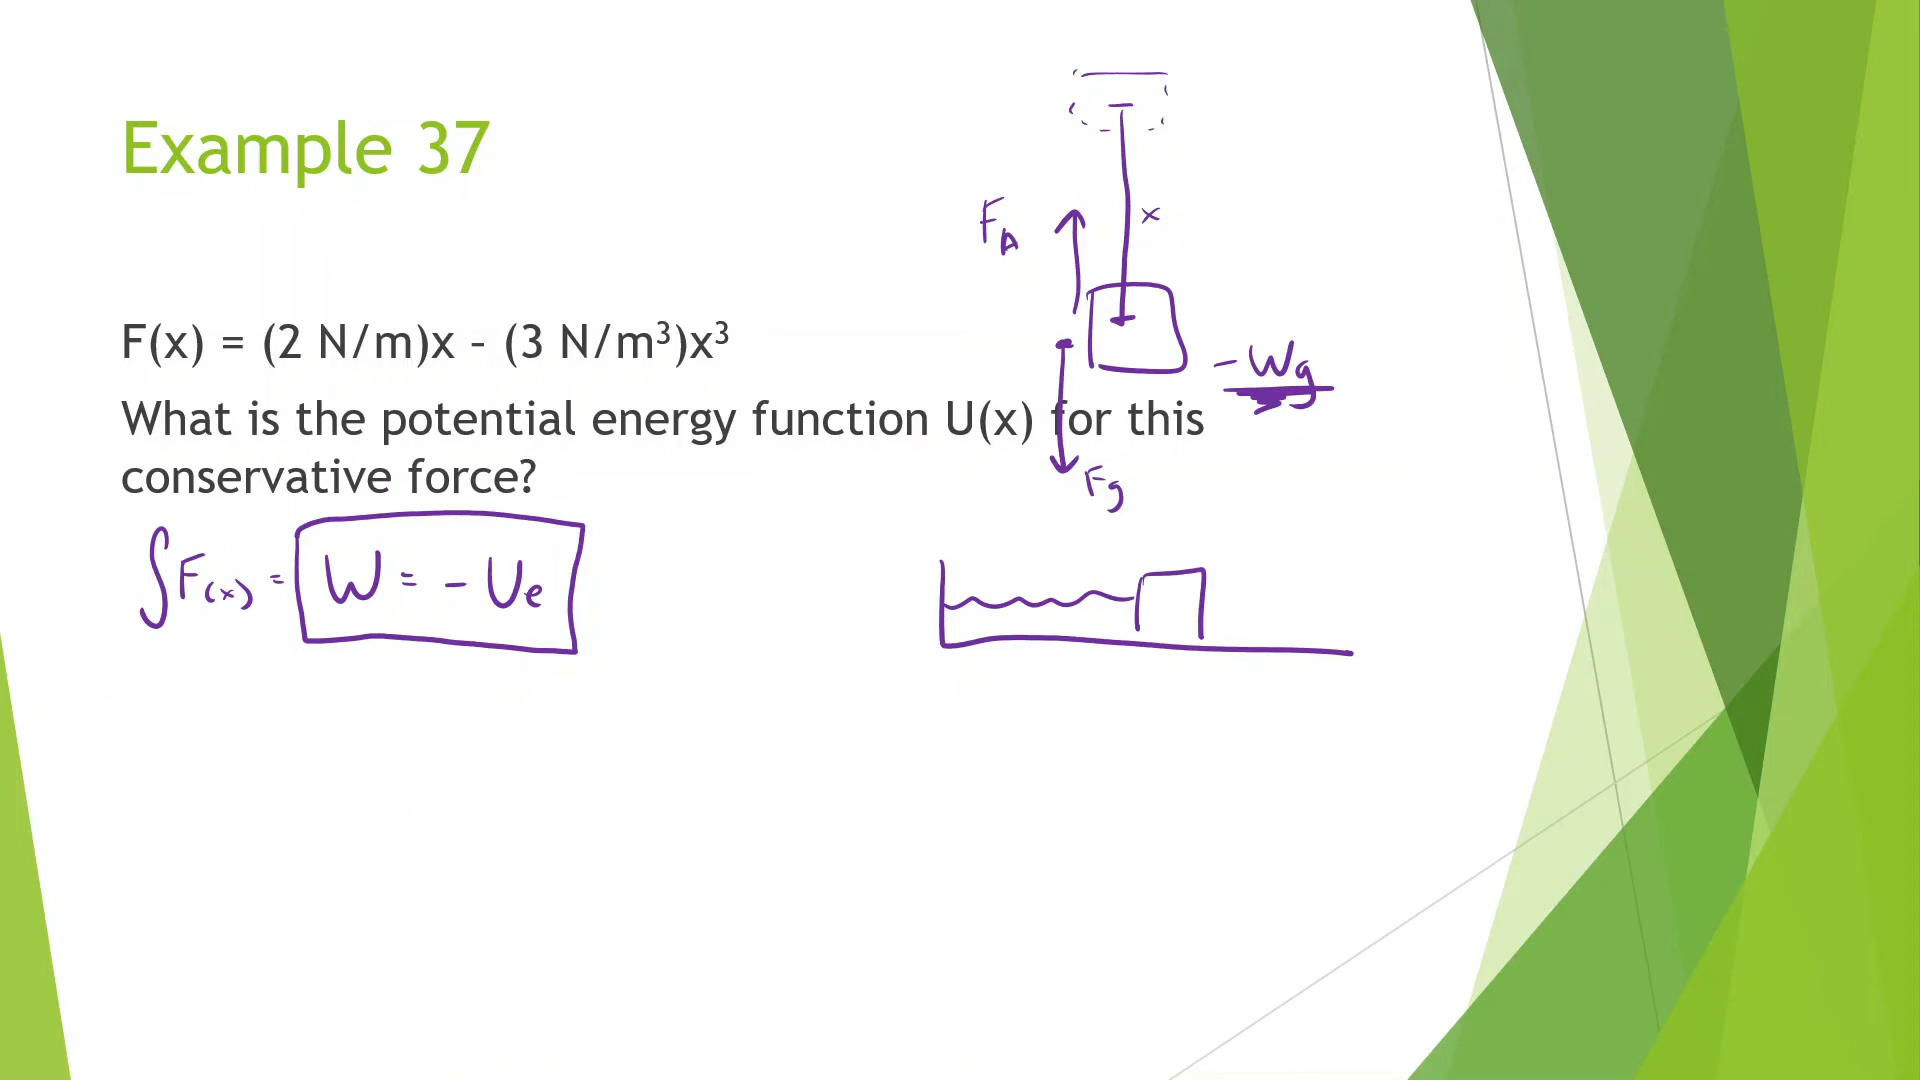 Example 37
F(x) = (2 N/m)x – (3 N/m³)x³
What is the potential energy function U(x) for this
conservative force?
∫F(x) = W = - Ue
F_A
x
- Wg
Fg